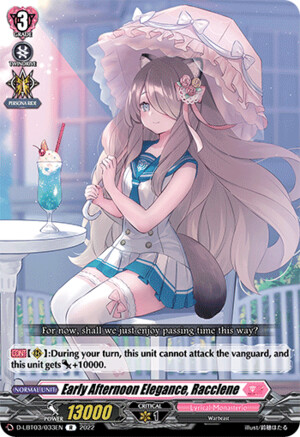 3
GRADE
TWIN DRIVE
PERSONA RIDE
For now, shall we just enjoy passing time this way?
CONT【 】:During your turn, this unit cannot attack the vanguard, and
this unit gets +10000.
NORMAL UNIT Early Afternoon Elegance, Racclene
Lyrical Monasterio
POWER 13000 CRITICAL 1 Warbeast
D-LBT03/033EN R 2022